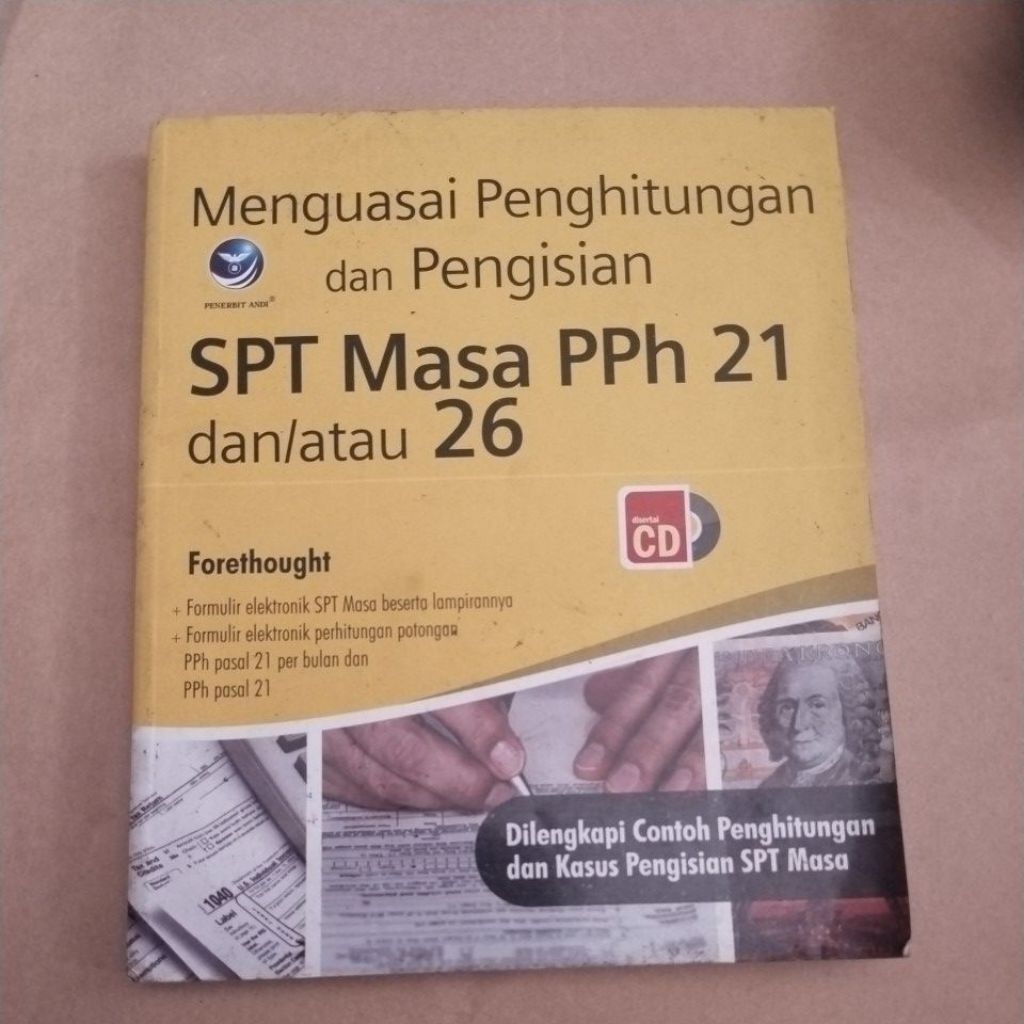 Menguasai Penghitungan
dan Pengisian
PENERBIT ANDI®
SPT Masa PPh 21
dan/atau 26
disertai
CD
Forethought
+ Formulir elektronik SPT Masa beserta lampirannya
+ Formulir elektronik perhitungan potongan
PPh pasal 21 per bulan dan
PPh pasal 21
Dilengkapi Contoh Penghitungan
dan Kasus Pengisian SPT Masa
1040
Label